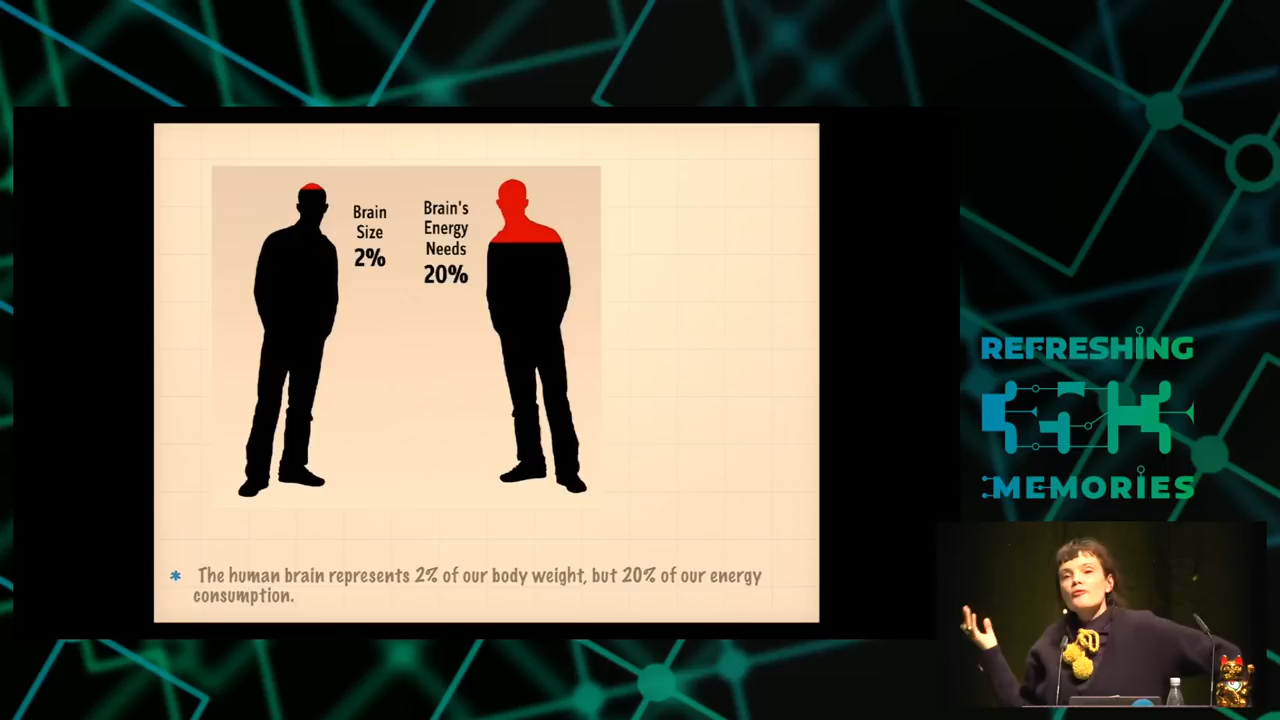 Brain
Size
2%
Brain's
Energy
Needs
20%
* The human brain represents 2% of our body weight, but 20% of our energy
consumption.
REFRESHING
MEMORIES